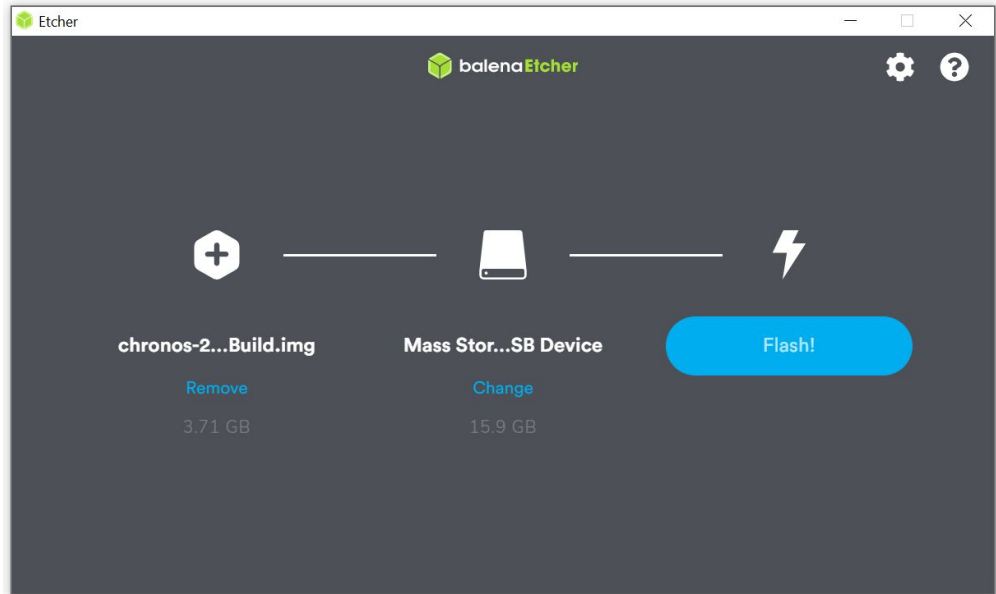 Etcher
balenaEtcher
chronos-2...Build.img
Mass Stor...SB Device
Flash!
Remove
Change
3.71 GB
15.9 GB